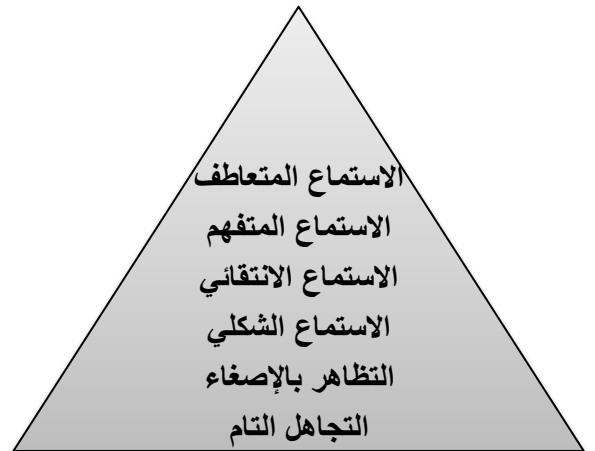 الاستماع المتعاطف
الاستماع المتفهم
الاستماع الانتقائي
الاستماع الشكلي
التظاهر بالإصغاء
التجاهل التام